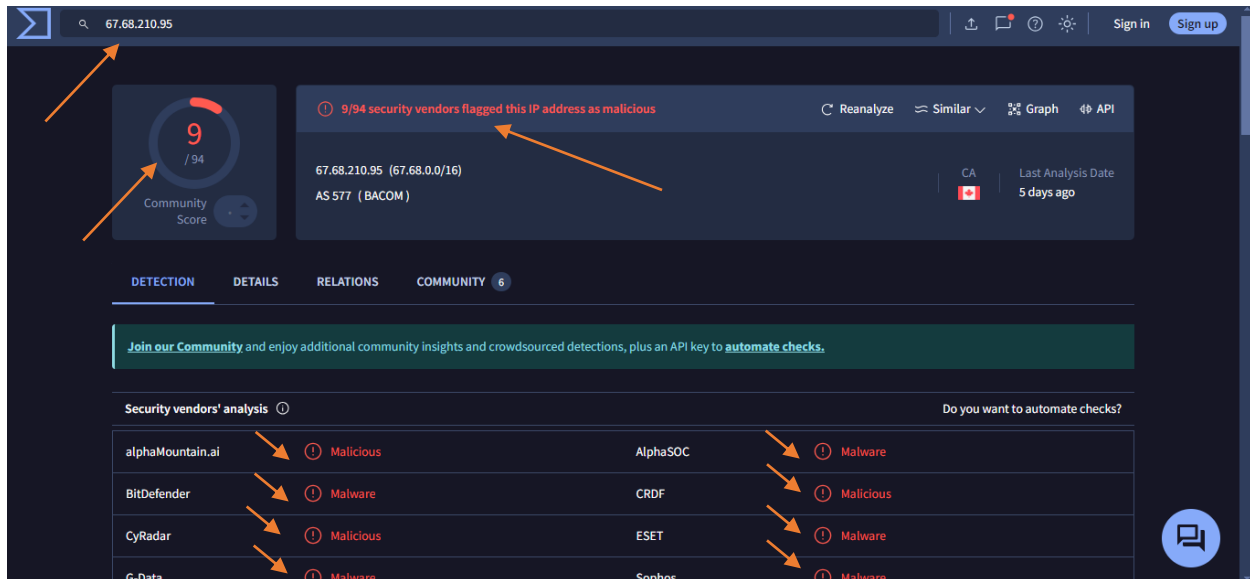 67.68.210.95
Sign in
Sign up
9
/ 94
Community
Score
9/94 security vendors flagged this IP address as malicious
Reanalyze
Similar
Graph
API
67.68.210.95 (67.68.0.0/16)
AS 577 ( BACOM )
CA
Last Analysis Date
5 days ago
DETECTION
DETAILS
RELATIONS
COMMUNITY 6
Join our Community and enjoy additional community insights and crowdsourced detections, plus an API key to automate checks.
Security vendors' analysis
Do you want to automate checks?
alphaMountain.ai Malicious AlphaSOC Malware
BitDefender Malware CRDF Malicious
CyRadar Malicious ESET Malware
G-Data Malware Sophos Malware